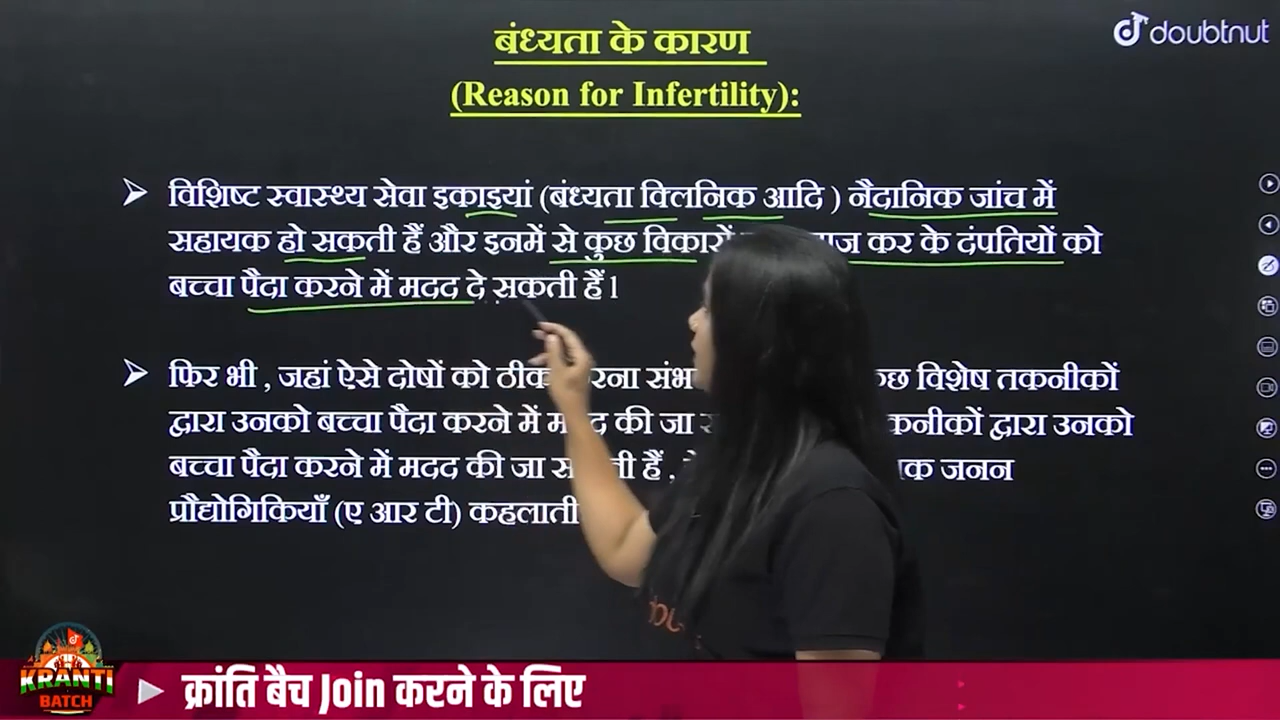 बंध्यता के कारण
doubtnut
(Reason for Infertility):
विशिष्ट स्वास्थ्य सेवा इकाइयां (बंध्यता क्लिनिक आदि ) नैदानिक जांच में
सहायक हो सकती हैं और इनमें से कुछ विकारों कर के दंपतियों को
बच्चा पैदा करने में मदद दे सकती हैं l
फिर भी , जहां ऐसे दोषों को ठीक विशेष तकनीकों
द्वारा उनको बच्चा पैदा करने में की जा द्वारा उनको
बच्चा पैदा करने में मदद की जा हैं , जनन
प्रौद्योगिकियाँ (ए आर टी) कहलाती
KRANTI
BATCH
क्रांति बैच Join करने के लिए